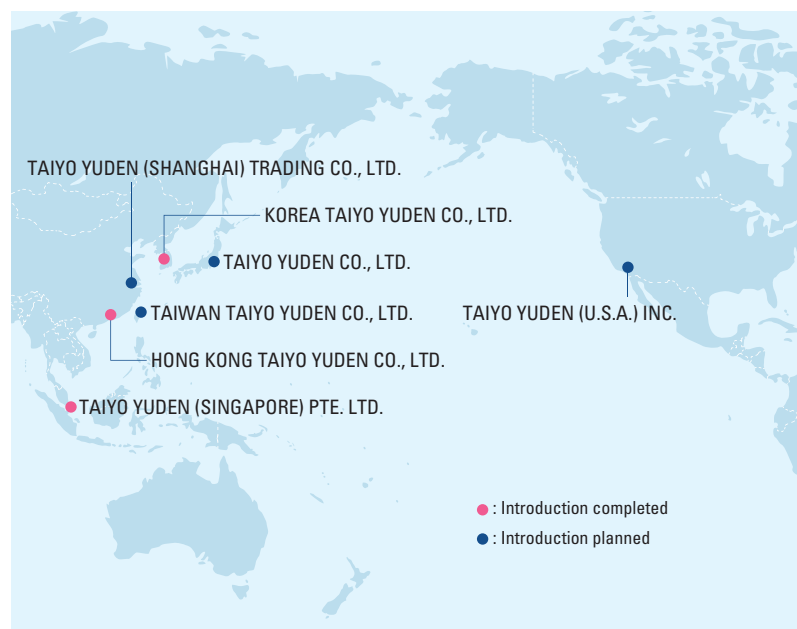 TAIYO YUDEN (SHANGHAI) TRADING CO., LTD.
KOREA TAIYO YUDEN CO., LTD.
TAIYO YUDEN CO., LTD.
TAIWAN TAIYO YUDEN CO., LTD.
TAIYO YUDEN (U.S.A.) INC.
HONG KONG TAIYO YUDEN CO., LTD.
TAIYO YUDEN (SINGAPORE) PTE. LTD.
: Introduction completed
: Introduction planned